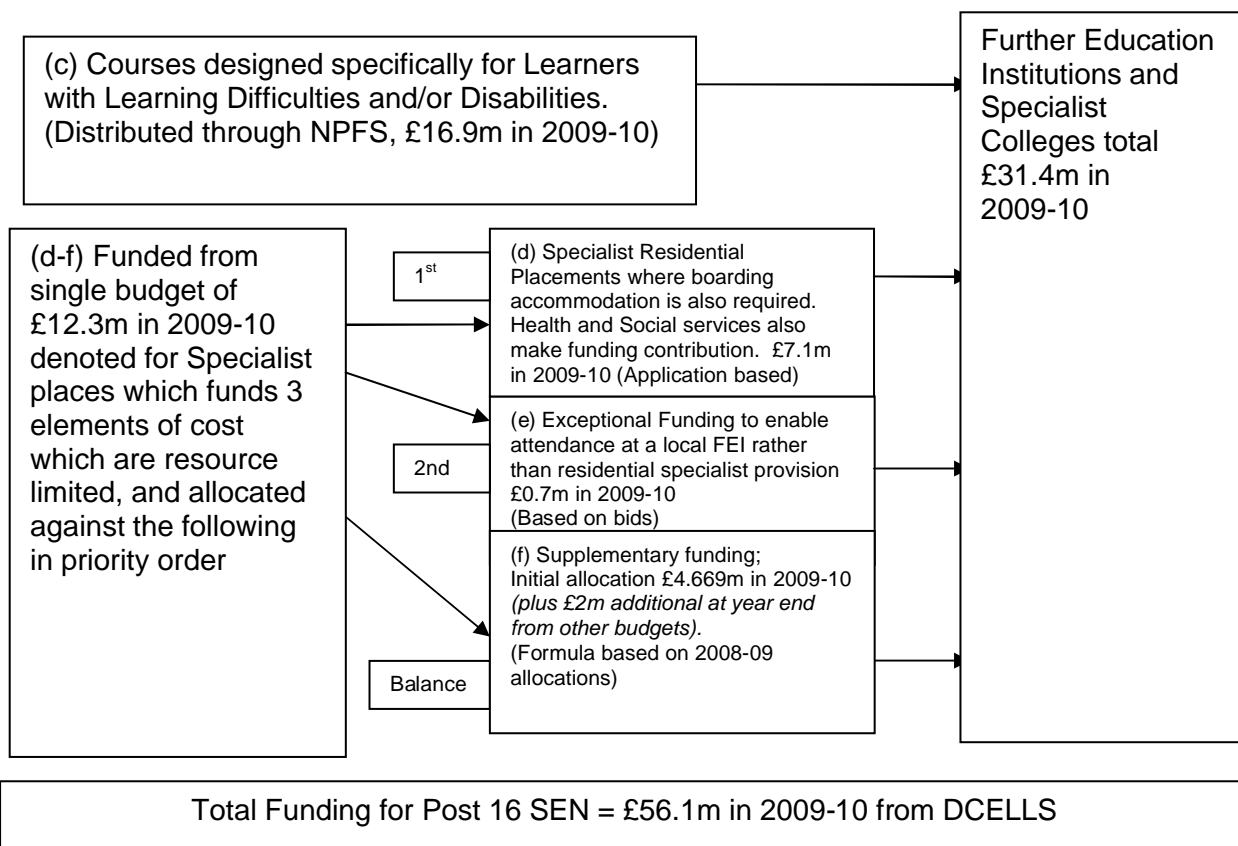 (c) Courses designed specifically for Learners
with Learning Difficulties and/or Disabilities.
(Distributed through NPFS, £16.9m in 2009-10)
Further Education
Institutions and
Specialist
Colleges total
£31.4m in
2009-10
(d-f) Funded from
single budget of
£12.3m in 2009-10
denoted for Specialist
places which funds 3
elements of cost
which are resource
limited, and allocated
against the following
in priority order
1st
(d) Specialist Residential
Placements where boarding
accommodation is also required.
Health and Social services also
make funding contribution. £7.1m
in 2009-10 (Application based)
2nd
(e) Exceptional Funding to enable
attendance at a local FEI rather
than residential specialist provision
£0.7m in 2009-10
(Based on bids)
Balance
(f) Supplementary funding;
Initial allocation £4.669m in 2009-10
(plus £2m additional at year end
from other budgets).
(Formula based on 2008-09
allocations)
Total Funding for Post 16 SEN = £56.1m in 2009-10 from DCELLS